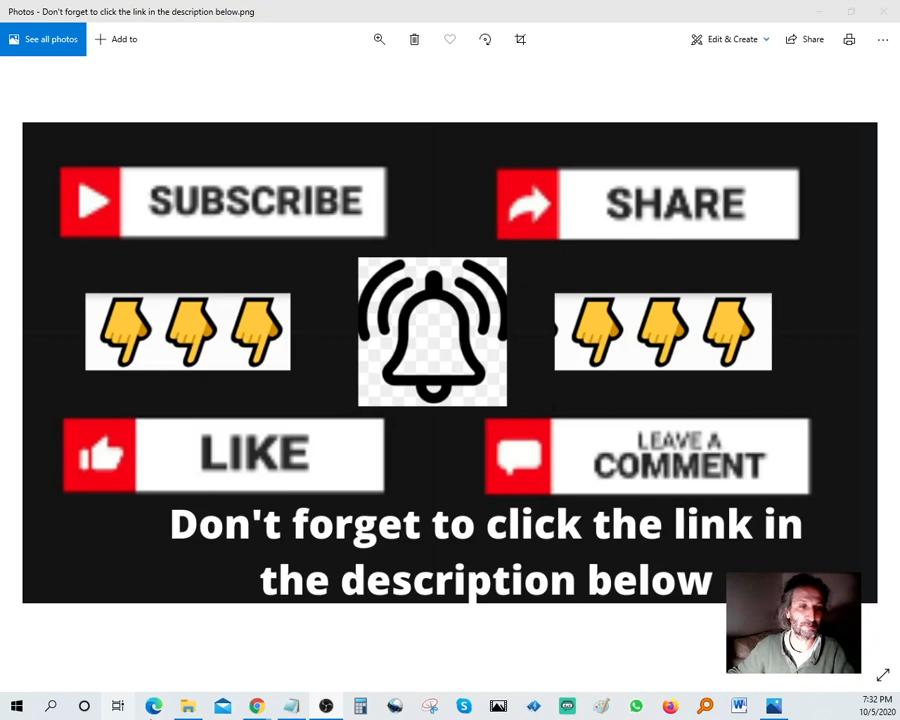 Photos - Don't forget to click the link in the description below.png
See all photos
Add to
Edit & Create
Share
SUBSCRIBE
SHARE
LIKE
LEAVE A
COMMENT
Don't forget to click the link in
the description below
7:32 PM
10/5/2020